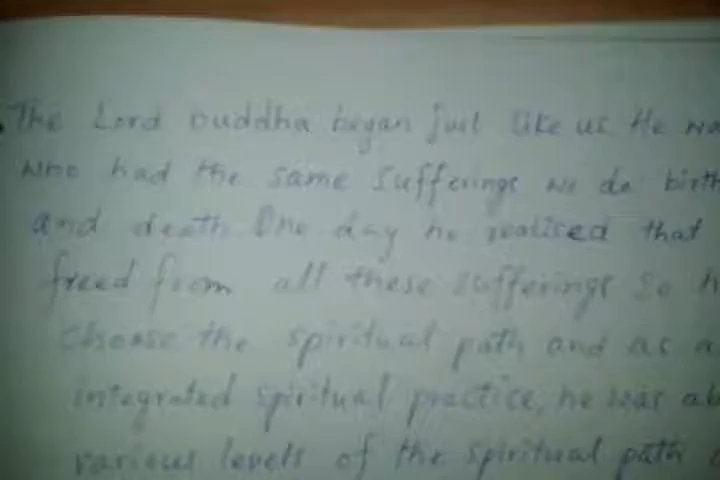 The Lord buddha began just like us He wa
who had the same sufferings we do birth
and death One day he realised that
freed from all these sufferings so h
choose the spiritual path and as a
integrated spiritual practice, he was ab
various levels of the spiritual path